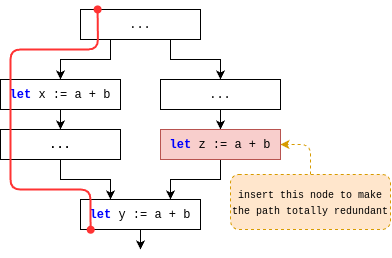 ...
let x := a + b
...
...
let z := a + b
insert this node to make
the path totally redundant
let y := a + b